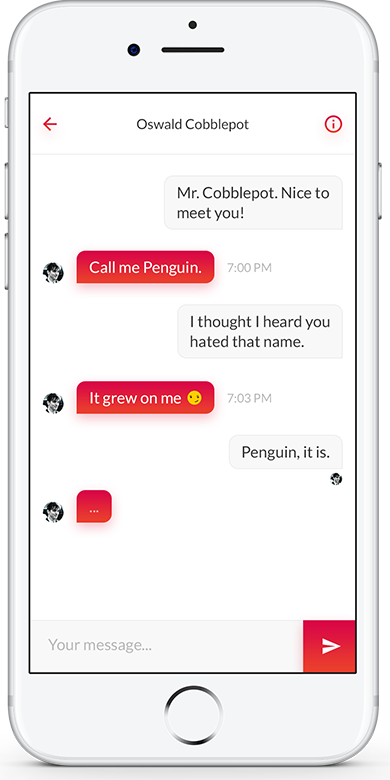 Oswald Cobblepot
Mr. Cobblepot. Nice to
meet you!
Call me Penguin.
7:00 PM
I thought I heard you
hated that name.
It grew on me 😏
7:03 PM
Penguin, it is.
...
Your message...